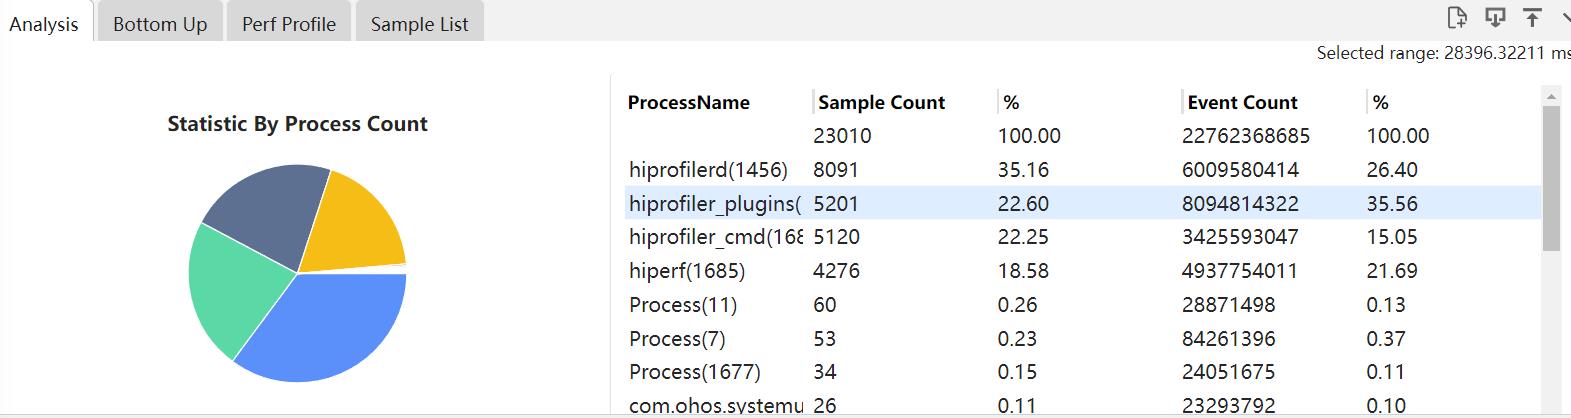 Analysis Bottom Up Perf Profile Sample List
Selected range: 28396.32211 ms
Statistic By Process Count
ProcessName Sample Count % Event Count %
23010 100.00 22762368685 100.00
hiprofilerd(1456) 8091 35.16 6009580414 26.40
hiprofiler_plugins( 5201 22.60 8094814322 35.56
hiprofiler_cmd(168 5120 22.25 3425593047 15.05
hiperf(1685) 4276 18.58 4937754011 21.69
Process(11) 60 0.26 28871498 0.13
Process(7) 53 0.23 84261396 0.37
Process(1677) 34 0.15 24051675 0.11
com.ohos.systemu 26 0.11 23293792 0.10